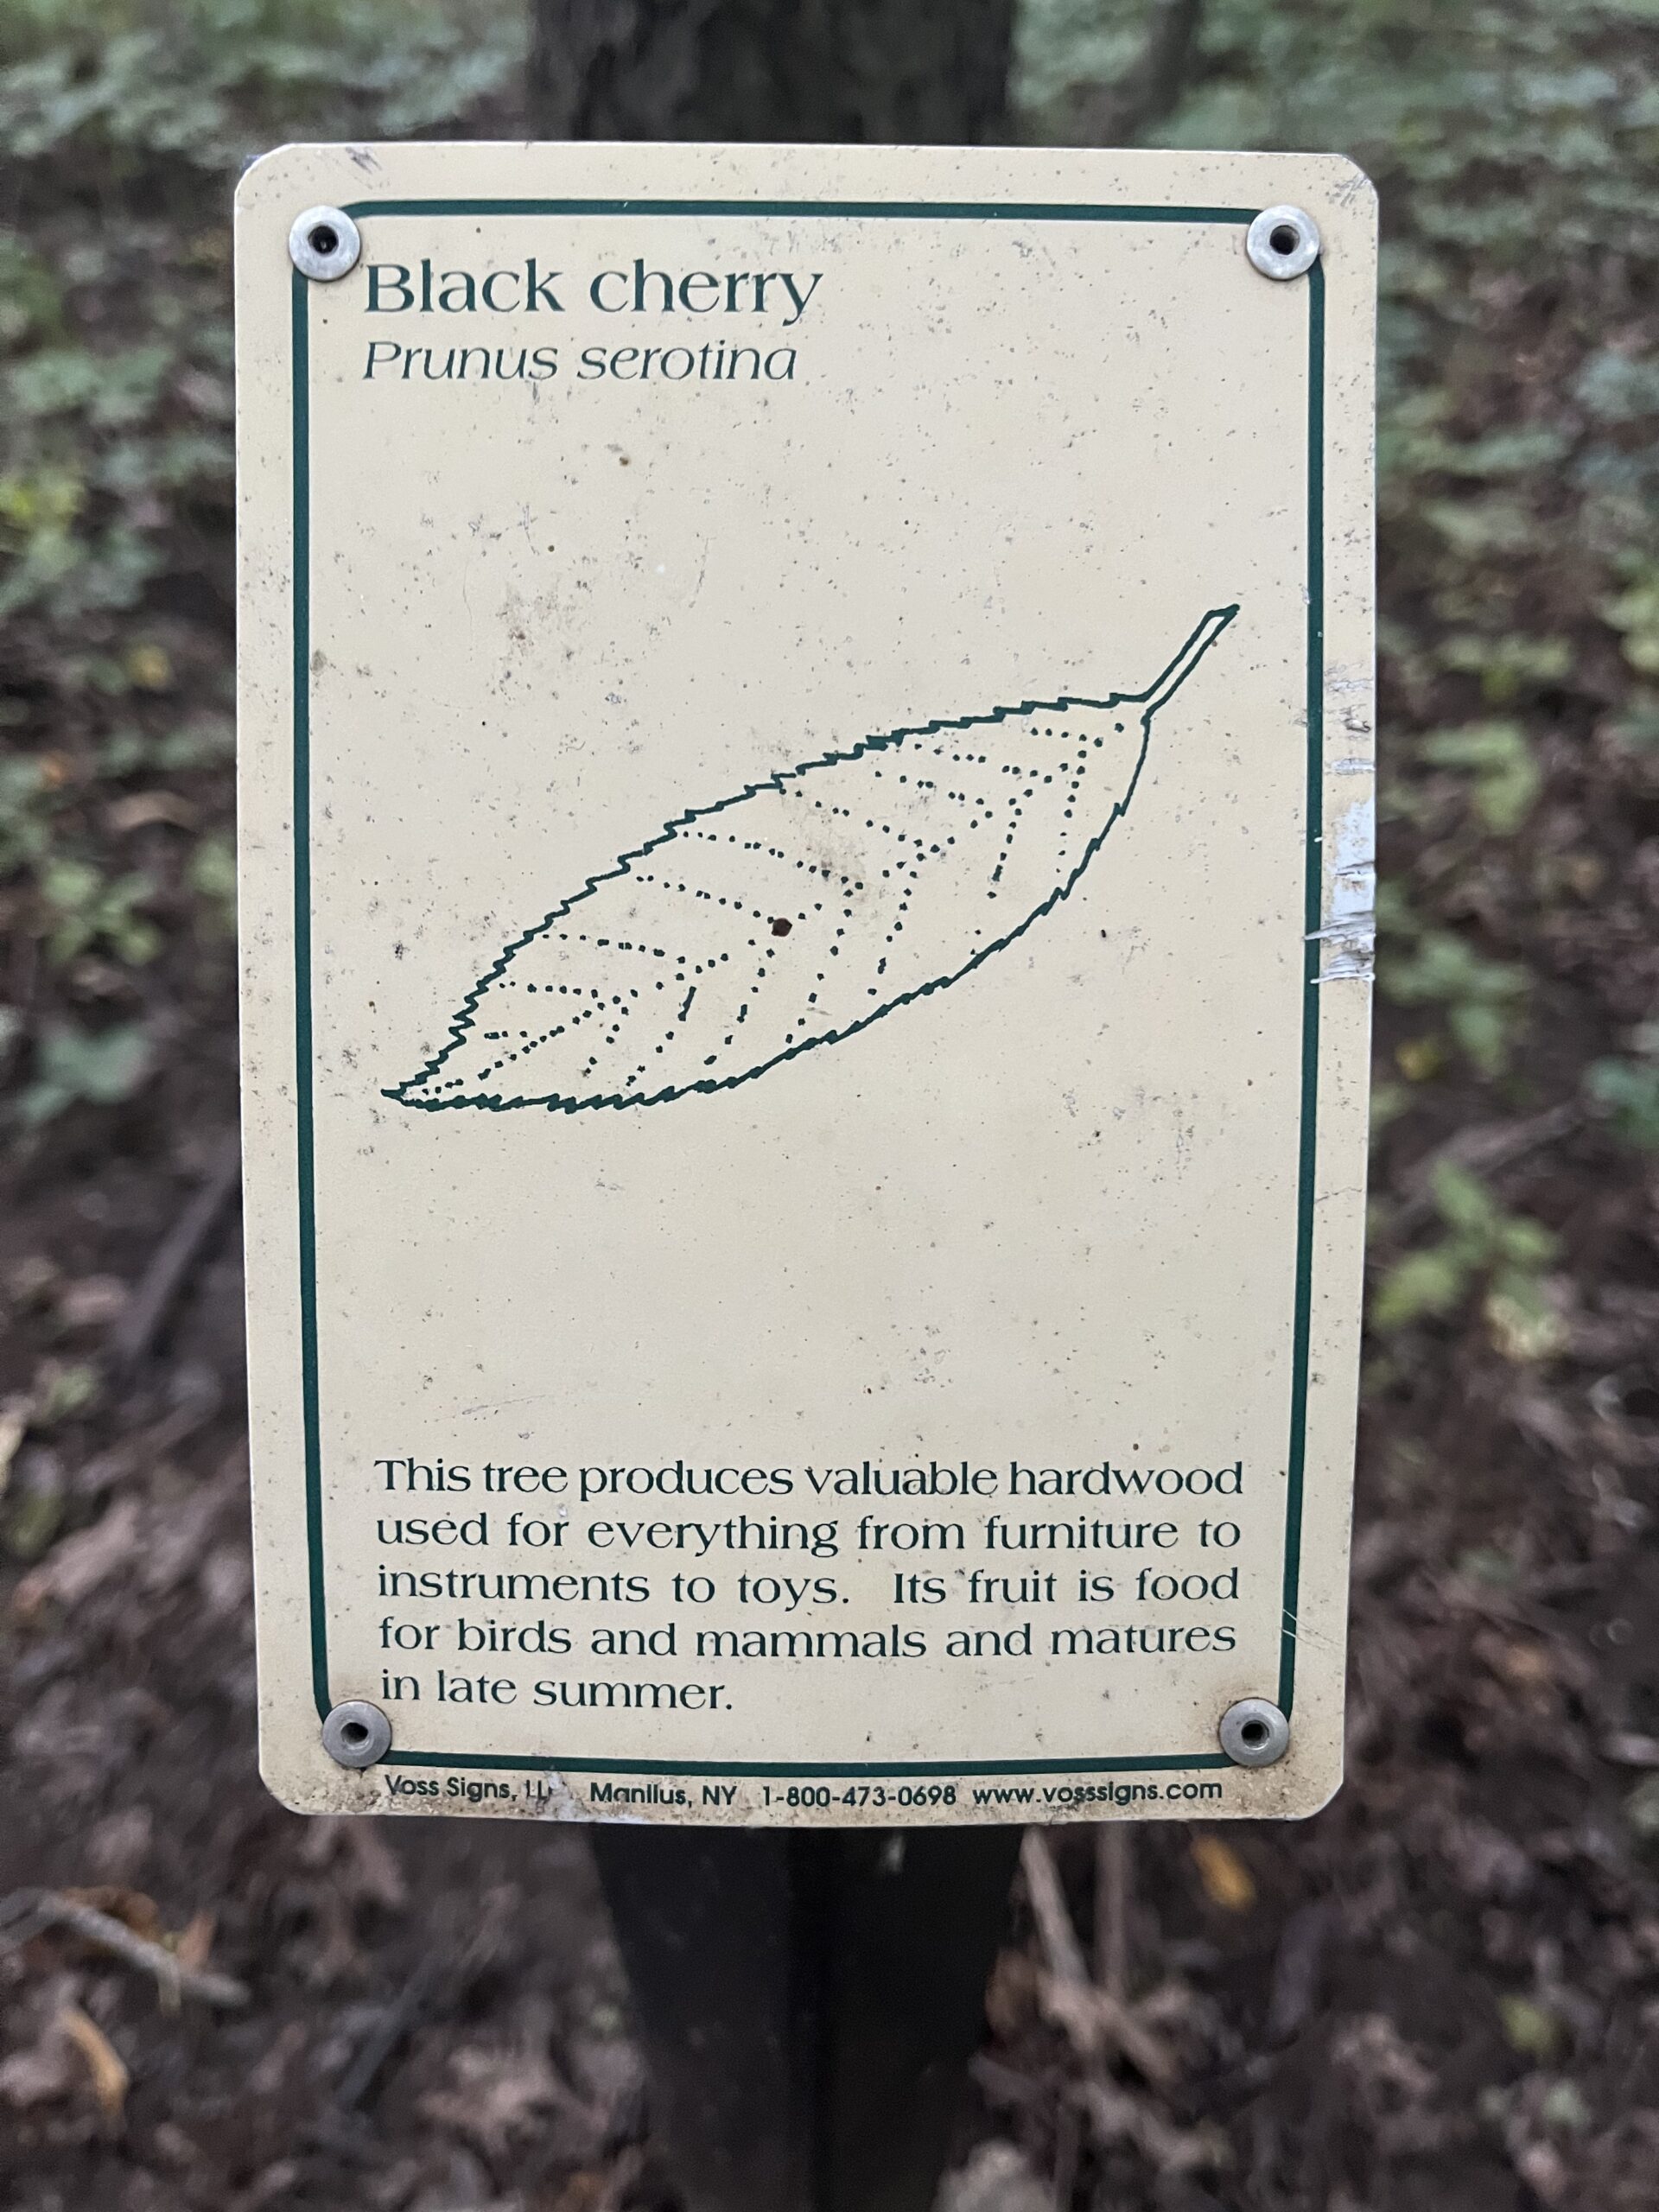 Black cherry
Prunus serotina
This tree produces valuable hardwood
used for everything from furniture to
instruments to toys. Its fruit is food
for birds and mammals and matures
in late summer.
Voss Signs, Manlius, NY 1-800-473-0698 www.vosssigns.com